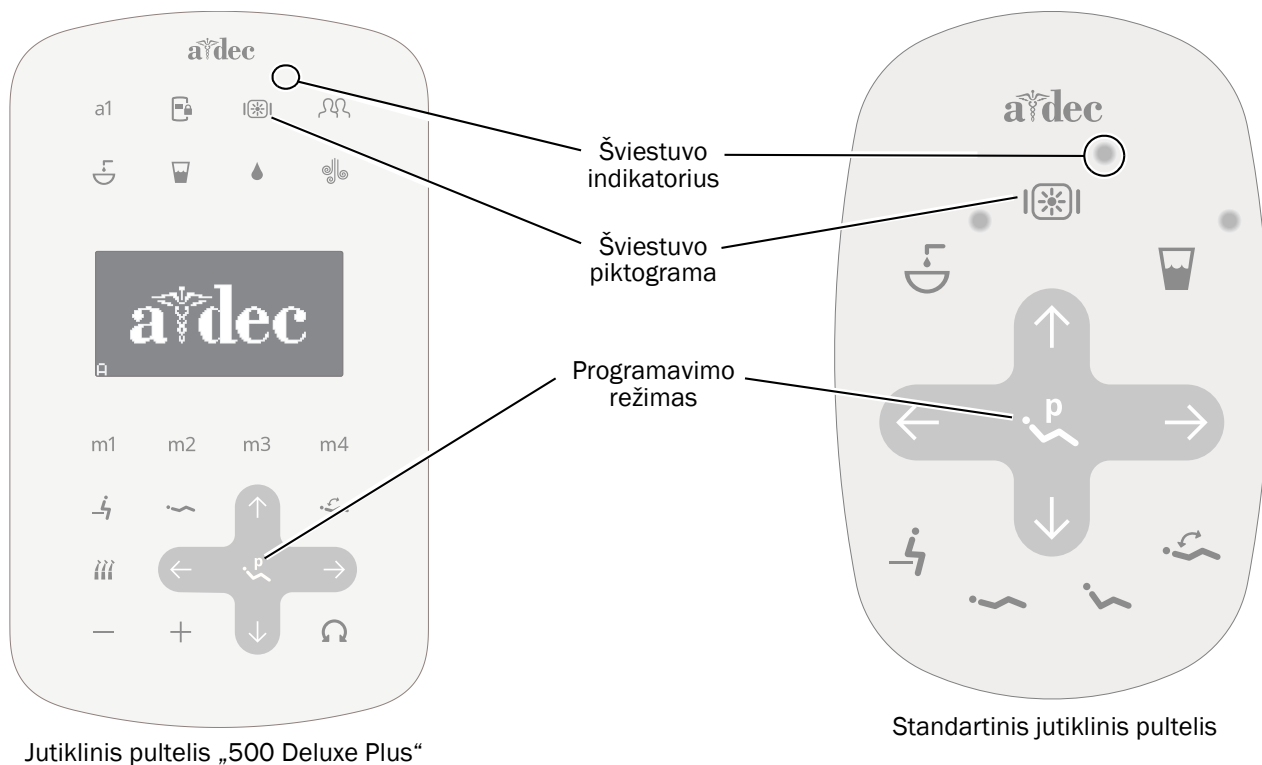 a dec
a1
a dec
A
m1 m2 m3 m4
p
Šviestuvo
indikatorius
Šviestuvo
piktograma
Programavimo
režimas
a dec
p
Jutiklinis pultelis „500 Deluxe Plus“
Standartinis jutiklinis pultelis